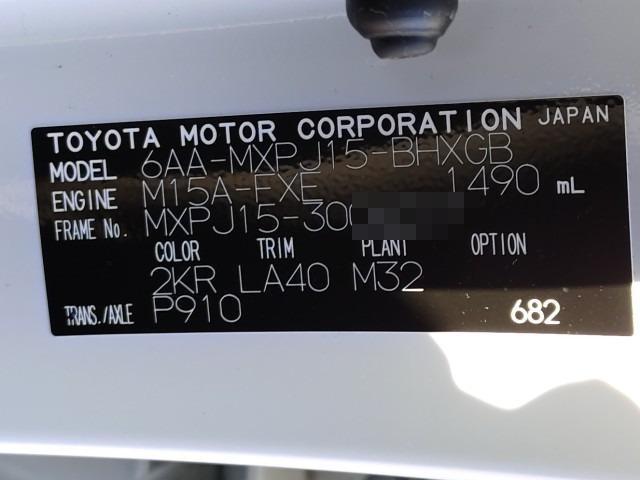 TOYOTA MOTOR CORPORATION JAPAN
MODEL 6AA-MXPJ15-BHXGB
ENGINE M15A-FXE 1490 mL
FRAME No. MXPJ15-300
COLOR TRIM PLANT OPTION
2KR LA40 M32
TRANS./AXLE P910 682